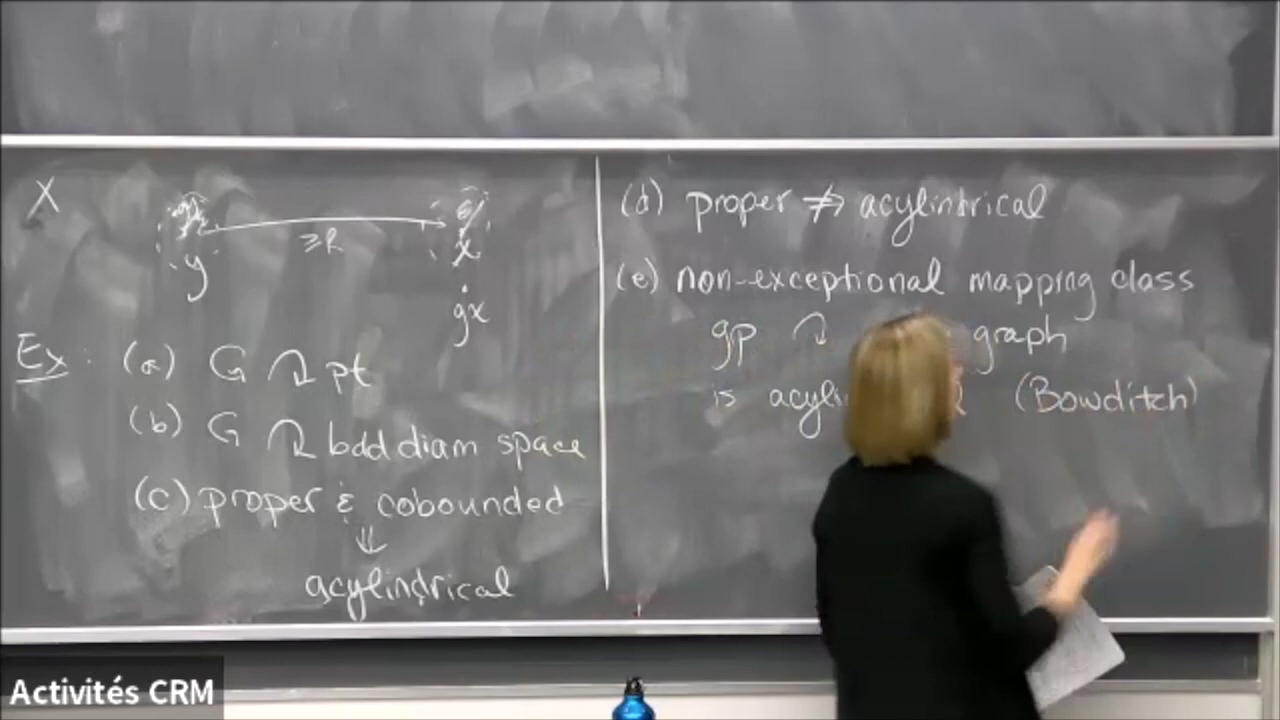 X
≥R
y
x
gx
Ex: (a) G ↷ pt
(b) G ↷ bdd diam space
(c) proper & cobounded
⇓
acylindrical
(d) proper ⇏ acylindrical
(e) non-exceptional mapping class
gp ↷ graph
is (Bowditch)
Activités CRM